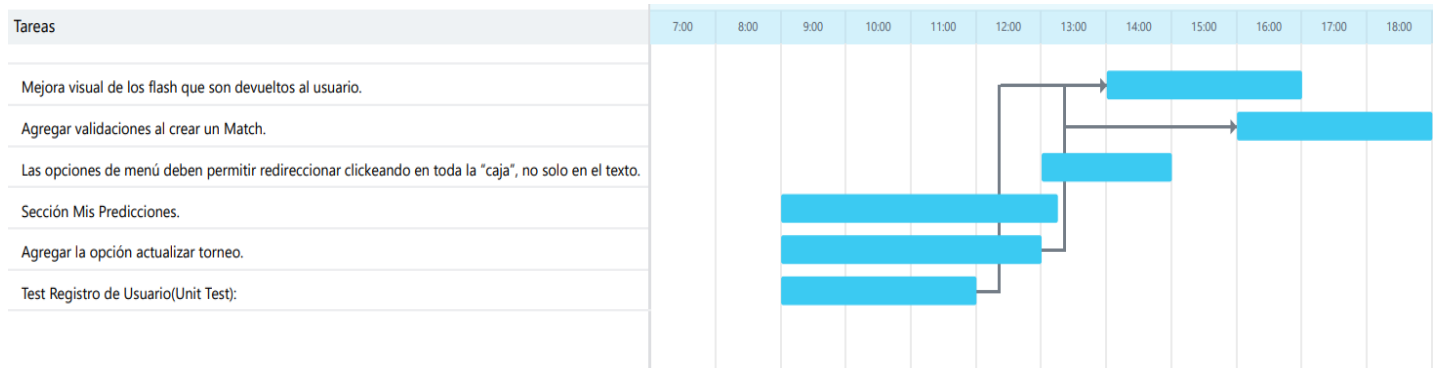 Tareas 7:00 8:00 9:00 10:00 11:00 12:00 13:00 14:00 15:00 16:00 17:00 18:00
Mejora visual de los flash que son devueltos al usuario.
Agregar validaciones al crear un Match.
Las opciones de menú deben permitir redireccionar clickeando en toda la “caja”, no solo en el texto.
Sección Mis Predicciones.
Agregar la opción actualizar torneo.
Test Registro de Usuario(Unit Test):